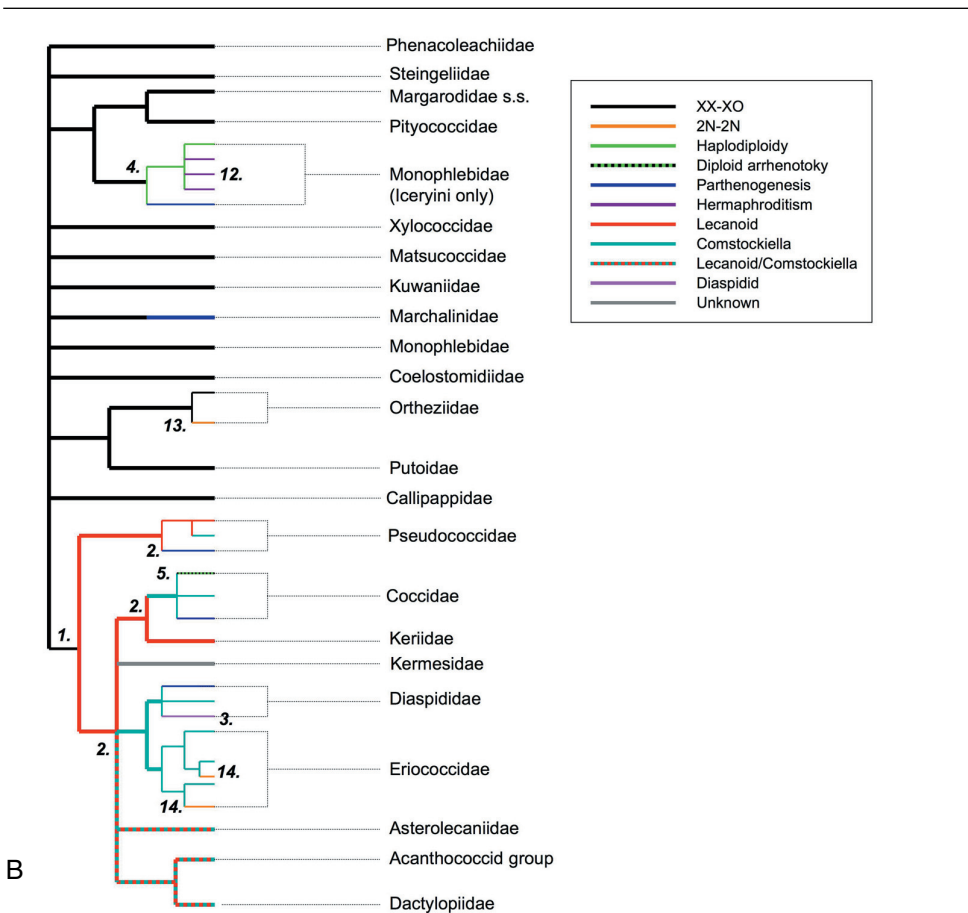 Phenacoleachiidae
Steingeliidae
Margarodidae s.s.
Pityococcidae
4.
12.
Monophlebidae
(Iceryini only)
Xylococcidae
Matsucoccidae
Kuwaniidae
Marchalinidae
Monophlebidae
Coelostomidiidae
Ortheziidae
13.
Putoidae
Callipappidae
Pseudococcidae
2.
5.
Coccidae
2.
1.
Keriidae
Kermesidae
Diaspididae
3.
2.
Eriococcidae
14.
14.
Asterolecaniidae
Acanthococcid group
B
Dactylopiidae
XX-XO
2N-2N
Haplodiploidy
Diploid arrhenotoky
Parthenogenesis
Hermaphroditism
Lecanoid
Comstockiella
Lecanoid/Comstockiella
Diaspidid
Unknown